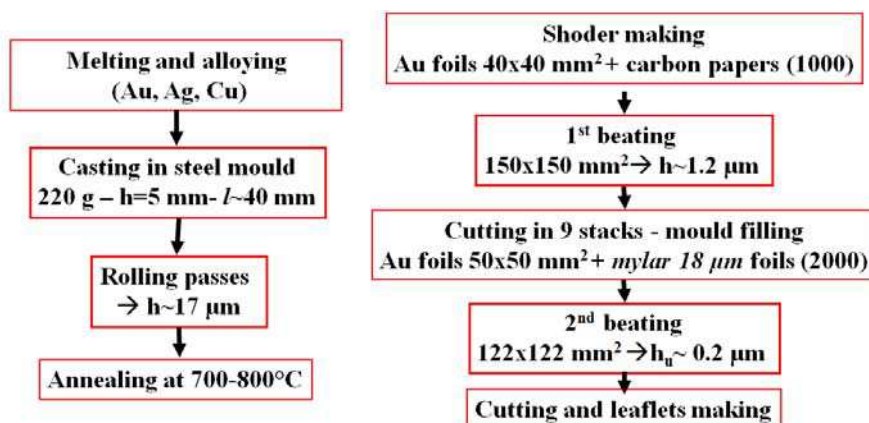 Melting and alloying
(Au, Ag, Cu)
Casting in steel mould
220 g – h=5 mm- l~40 mm
Rolling passes
→ h~17 µm
Annealing at 700-800°C
Shoder making
Au foils 40x40 mm² + carbon papers (1000)
1st beating
150x150 mm² → h~1.2 µm
Cutting in 9 stacks - mould filling
Au foils 50x50 mm² + mylar 18 µm foils (2000)
2nd beating
122x122 mm² → hu~ 0.2 µm
Cutting and leaflets making